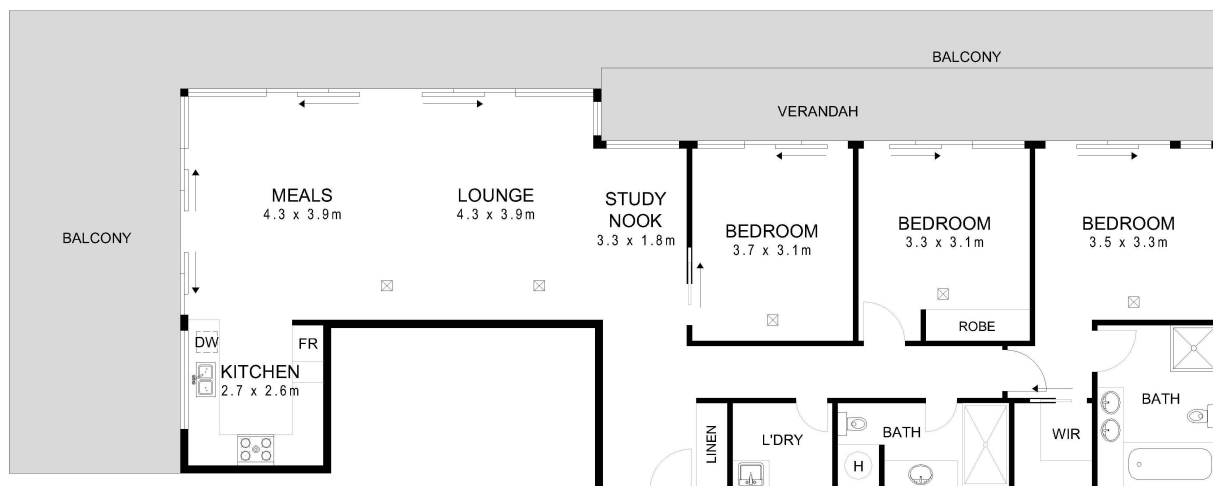 BALCONY
VERANDAH
MEALS
4.3 x 3.9m
LOUNGE
4.3 x 3.9m
STUDY
NOOK
3.3 x 1.8m
BEDROOM
3.7 x 3.1m
BEDROOM
3.3 x 3.1m
BEDROOM
3.5 x 3.3m
BALCONY
ROBE
DW
FR
KITCHEN
2.7 x 2.6m
LINEN
L'DRY
BATH
H
WIR
BATH